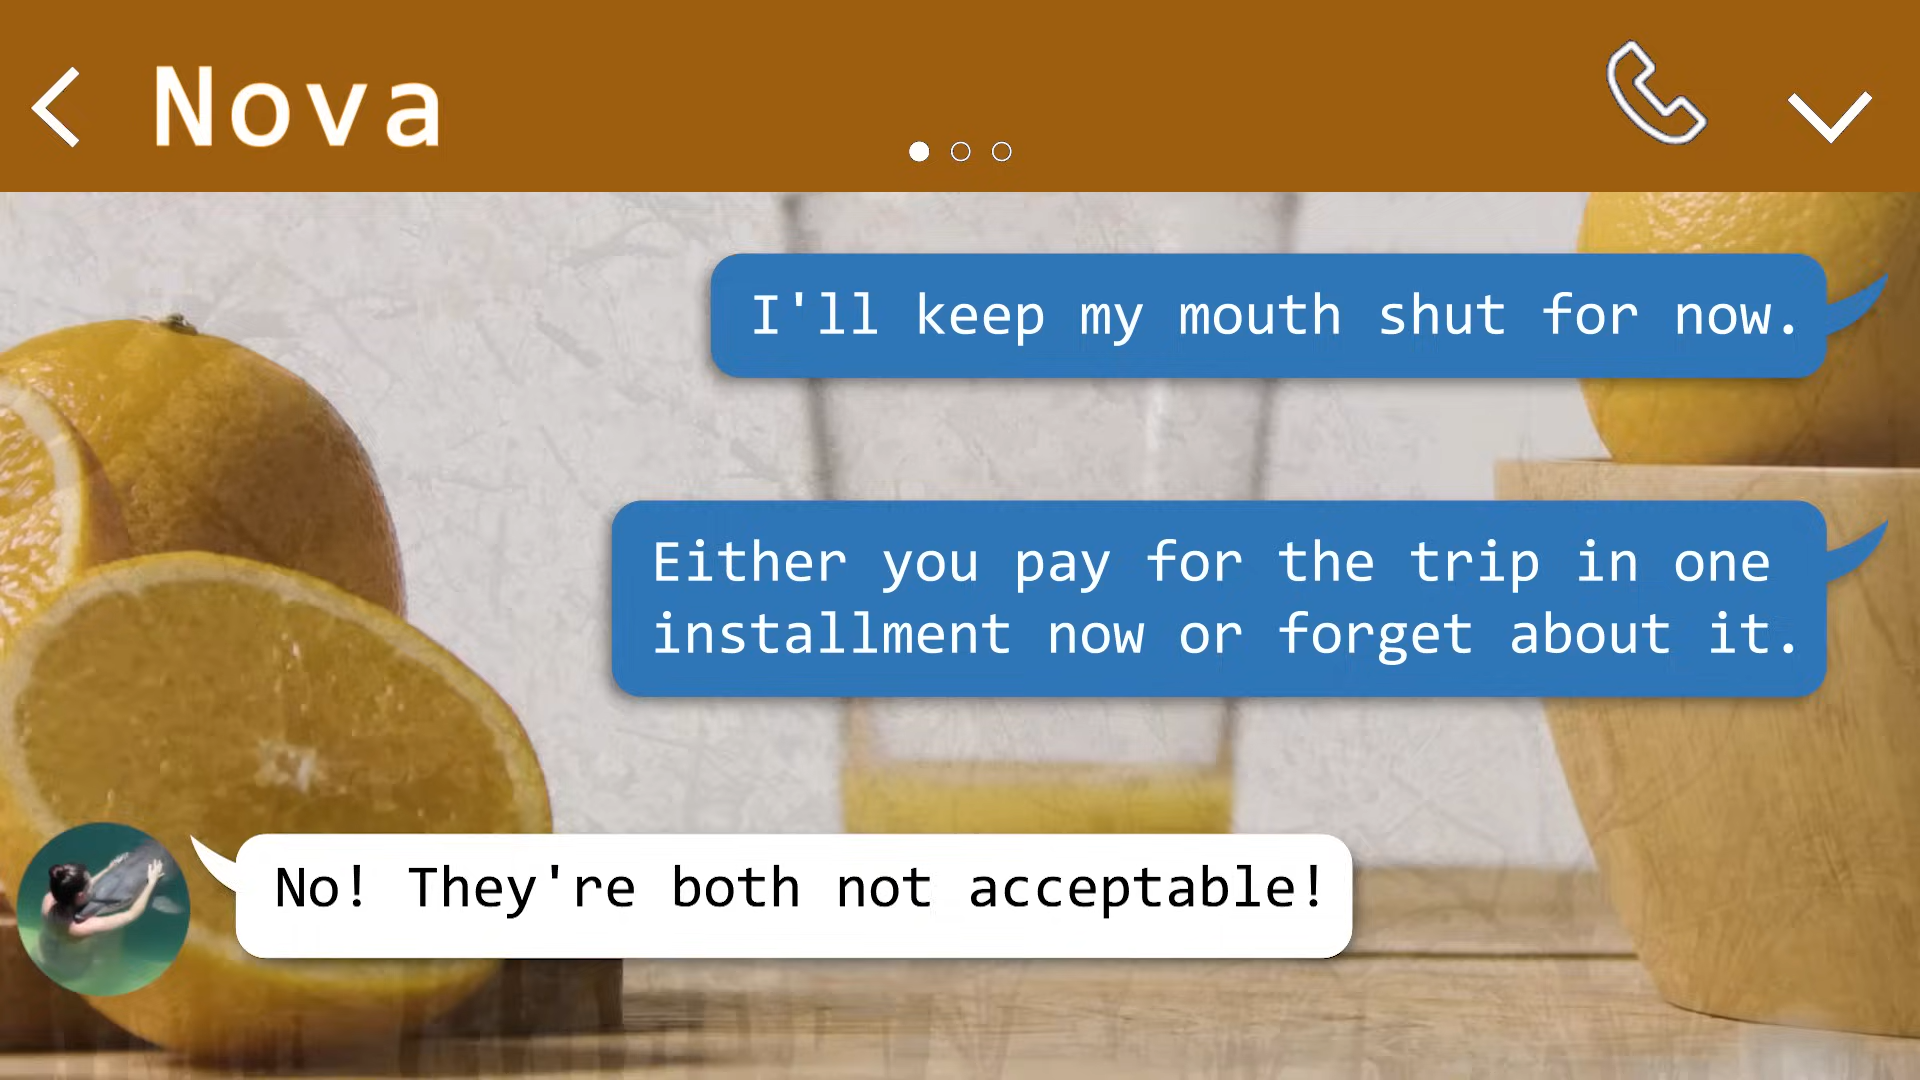 Nova
I'll keep my mouth shut for now.
Either you pay for the trip in one
installment now or forget about it.
No! They're both not acceptable!